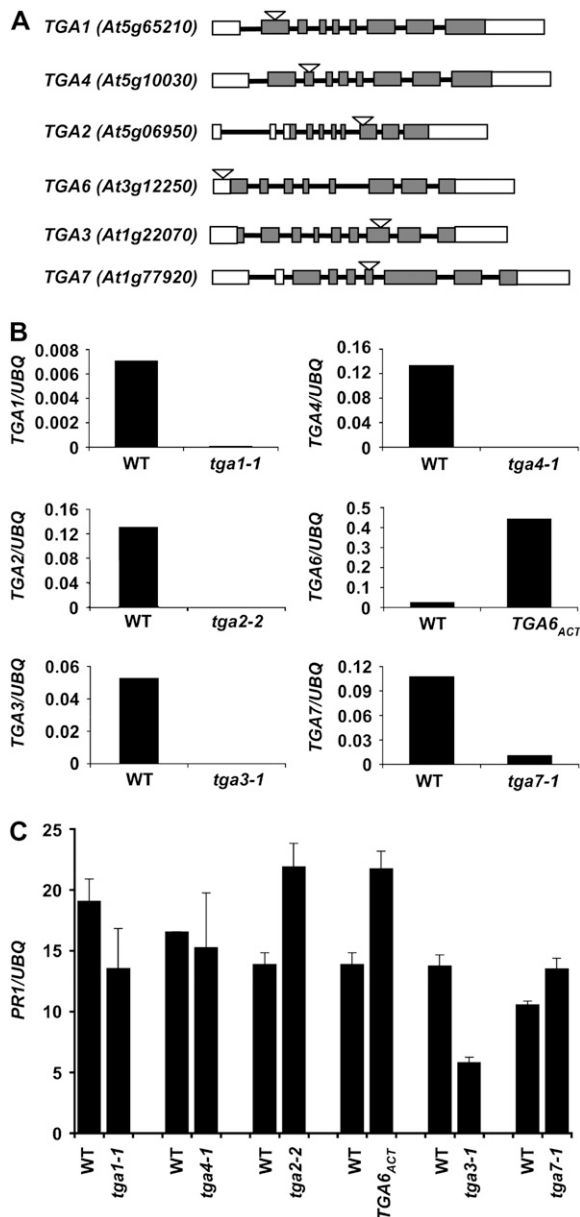 A
TGA1 (At5g65210)
TGA4 (At5g10030)
TGA2 (At5g06950)
TGA6 (At3g12250)
TGA3 (At1g22070)
TGA7 (At1g77920)
B
TGA1/UBQ
0.008
0.006
0.004
0.002
0
WT tga1-1
TGA4/UBQ
0.16
0.12
0.08
0.04
0
WT tga4-1
TGA2/UBQ
0.16
0.12
0.08
0.04
0
WT tga2-2
TGA6/UBQ
0.5
0.4
0.3
0.2
0.1
0
WT TGA6ACT
TGA3/UBQ
0.06
0.04
0.02
0
WT tga3-1
TGA7/UBQ
0.12
0.09
0.06
0.03
0
WT tga7-1
C
PR1/UBQ
25
20
15
10
5
0
WT tga1-1 WT tga4-1 WT tga2-2 WT TGA6ACT WT tga3-1 WT tga7-1